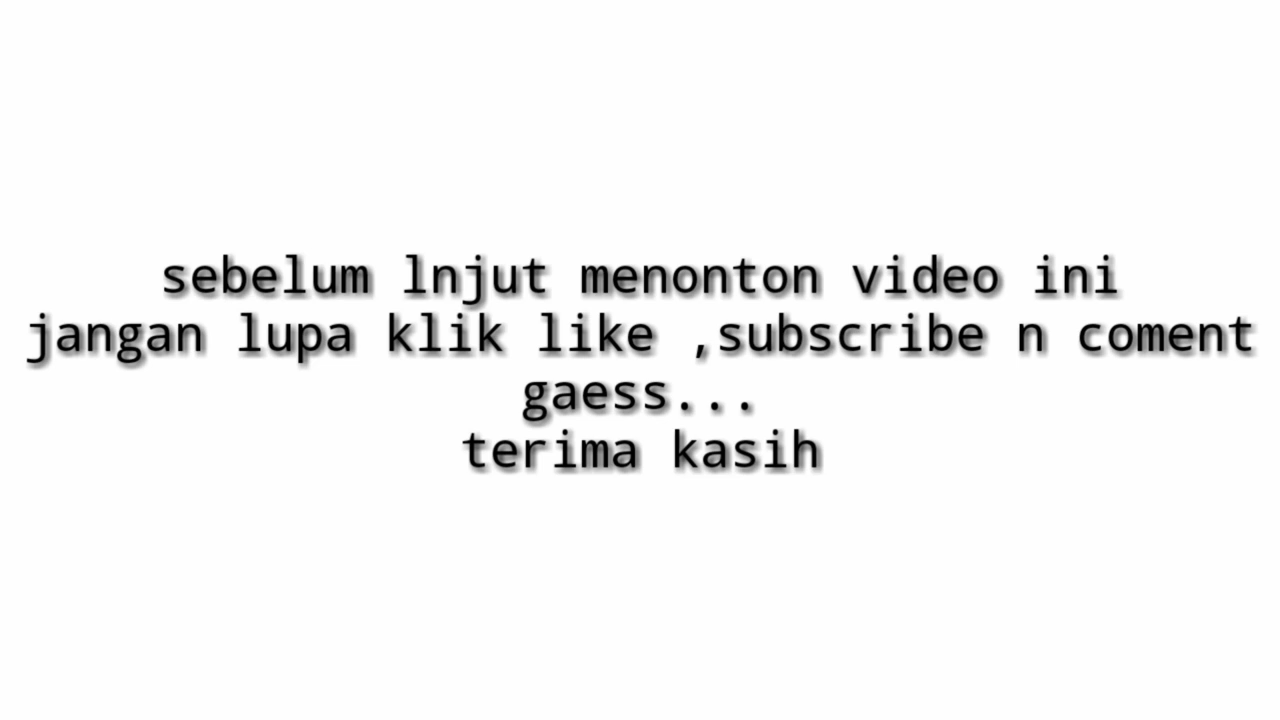 sebelum lnjut menonton video ini
jangan lupa klik like ,subscribe n coment
gaess...
terima kasih